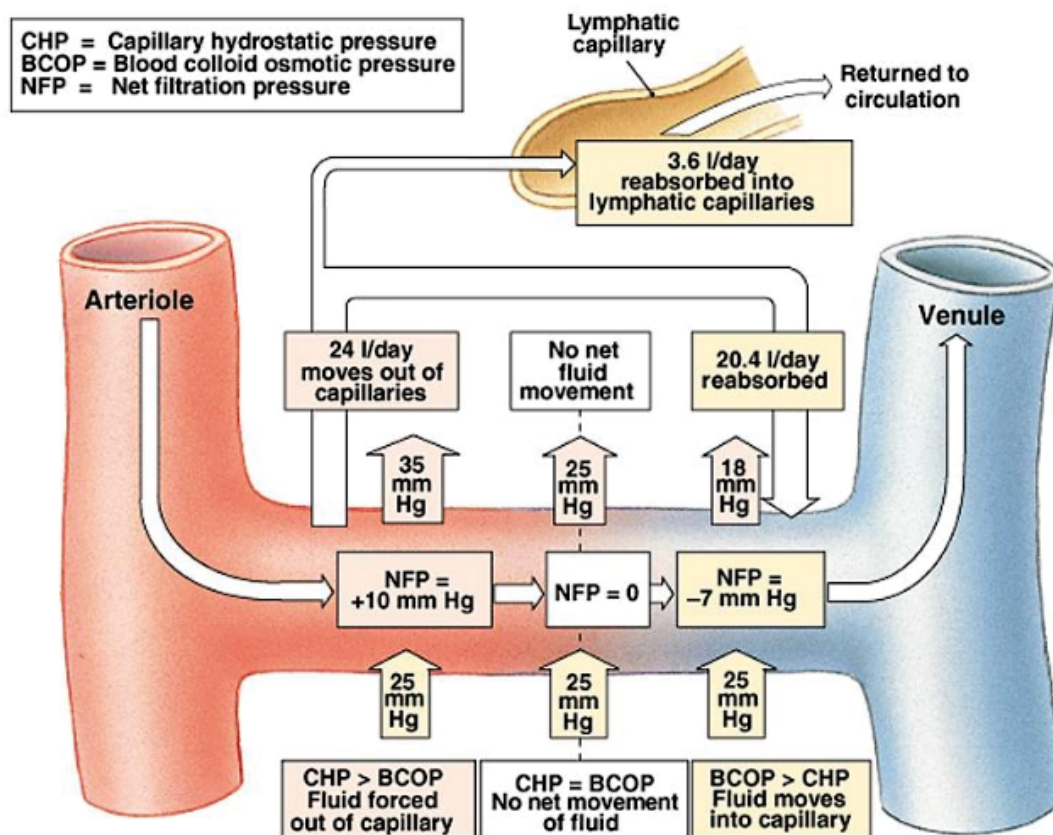 CHP = Capillary hydrostatic pressure
BCOP = Blood colloid osmotic pressure
NFP = Net filtration pressure
Lymphatic
capillary
Returned to
circulation
3.6 l/day
reabsorbed into
lymphatic capillaries
Arteriole
Venule
24 l/day
moves out of
capillaries
No net
fluid
movement
20.4 l/day
reabsorbed
35
mm
Hg
25
mm
Hg
18
mm
Hg
NFP =
+10 mm Hg
NFP = 0
NFP =
–7 mm Hg
25
mm
Hg
25
mm
Hg
25
mm
Hg
CHP > BCOP
Fluid forced
out of capillary
CHP = BCOP
No net movement
of fluid
BCOP > CHP
Fluid moves
into capillary